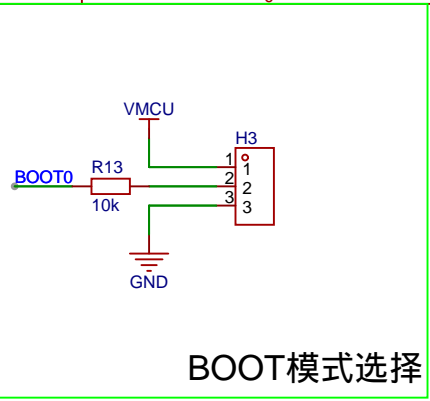 VMCU
H3
1 1
BOOT0 R13 2 2
10k 3 3
GND
BOOT模式选择